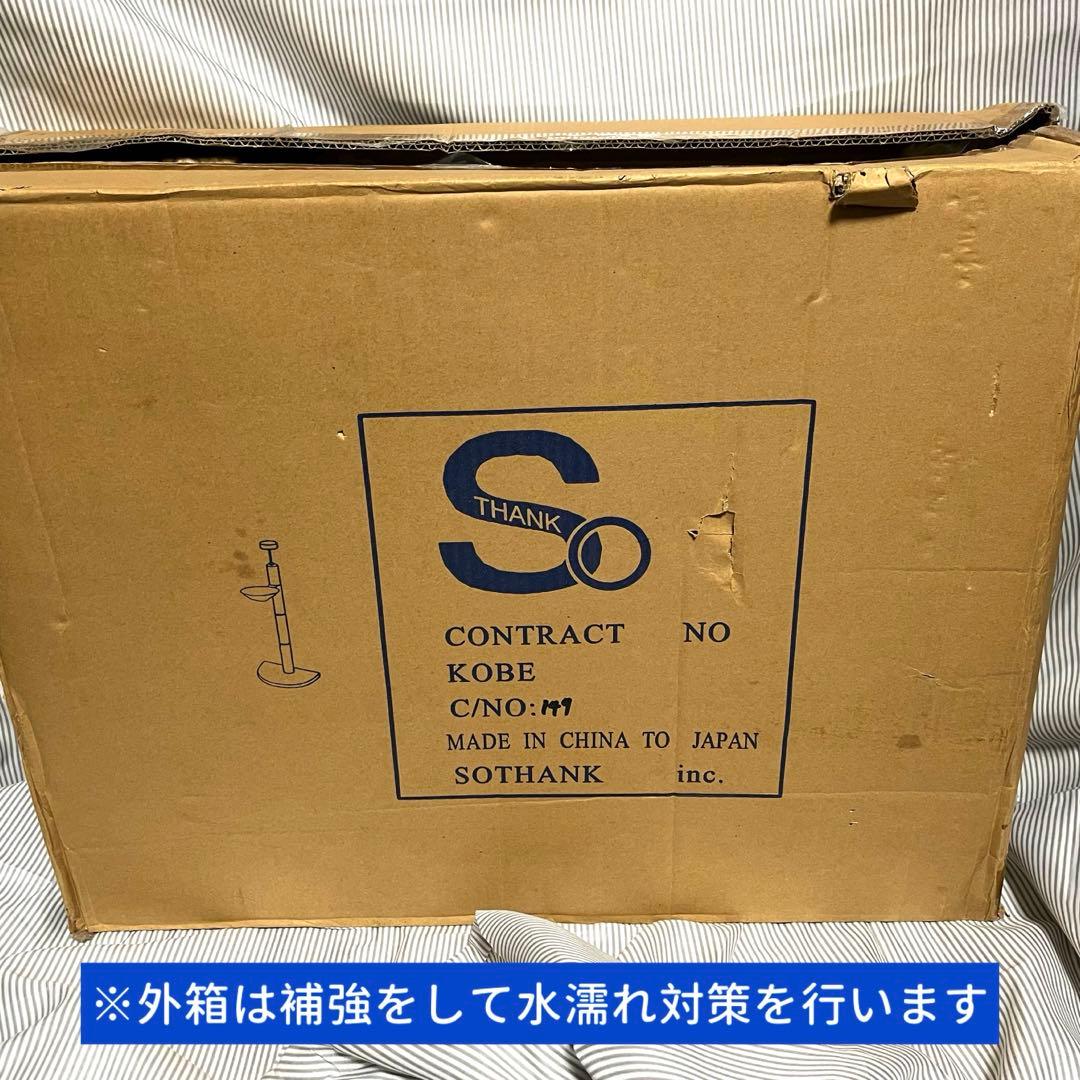 S THANK O
CONTRACT NO
KOBE
C/NO: 149
MADE IN CHINA TO JAPAN
SOTHANK inc.
※外箱は補強をして水濡れ対策を行います